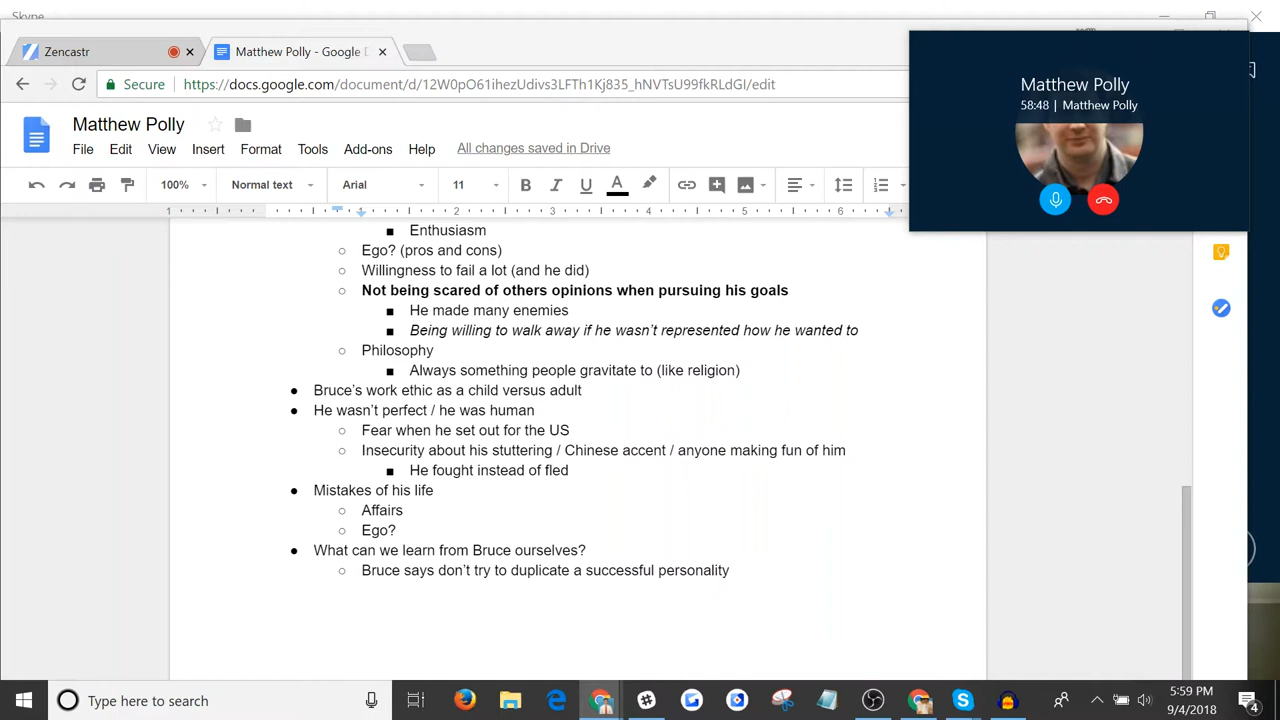 Skype
Zencastr
Matthew Polly - Google D
Secure https://docs.google.com/document/d/12W0pO61ihezUdivs3LFTh1Kj835_hNVTsU99fkRLdGI/edit
Matthew Polly
58:48 | Matthew Polly
Matthew Polly
File Edit View Insert Format Tools Add-ons Help All changes saved in Drive
100% Normal text Arial 11 B I U A
1 2 3 4 5 6
Enthusiasm
Ego? (pros and cons)
Willingness to fail a lot (and he did)
Not being scared of others opinions when pursuing his goals
He made many enemies
Being willing to walk away if he wasn't represented how he wanted to
Philosophy
Always something people gravitate to (like religion)
Bruce's work ethic as a child versus adult
He wasn't perfect / he was human
Fear when he set out for the US
Insecurity about his stuttering / Chinese accent / anyone making fun of him
He fought instead of fled
Mistakes of his life
Affairs
Ego?
What can we learn from Bruce ourselves?
Bruce says don't try to duplicate a successful personality
Type here to search
5:59 PM
9/4/2018
4